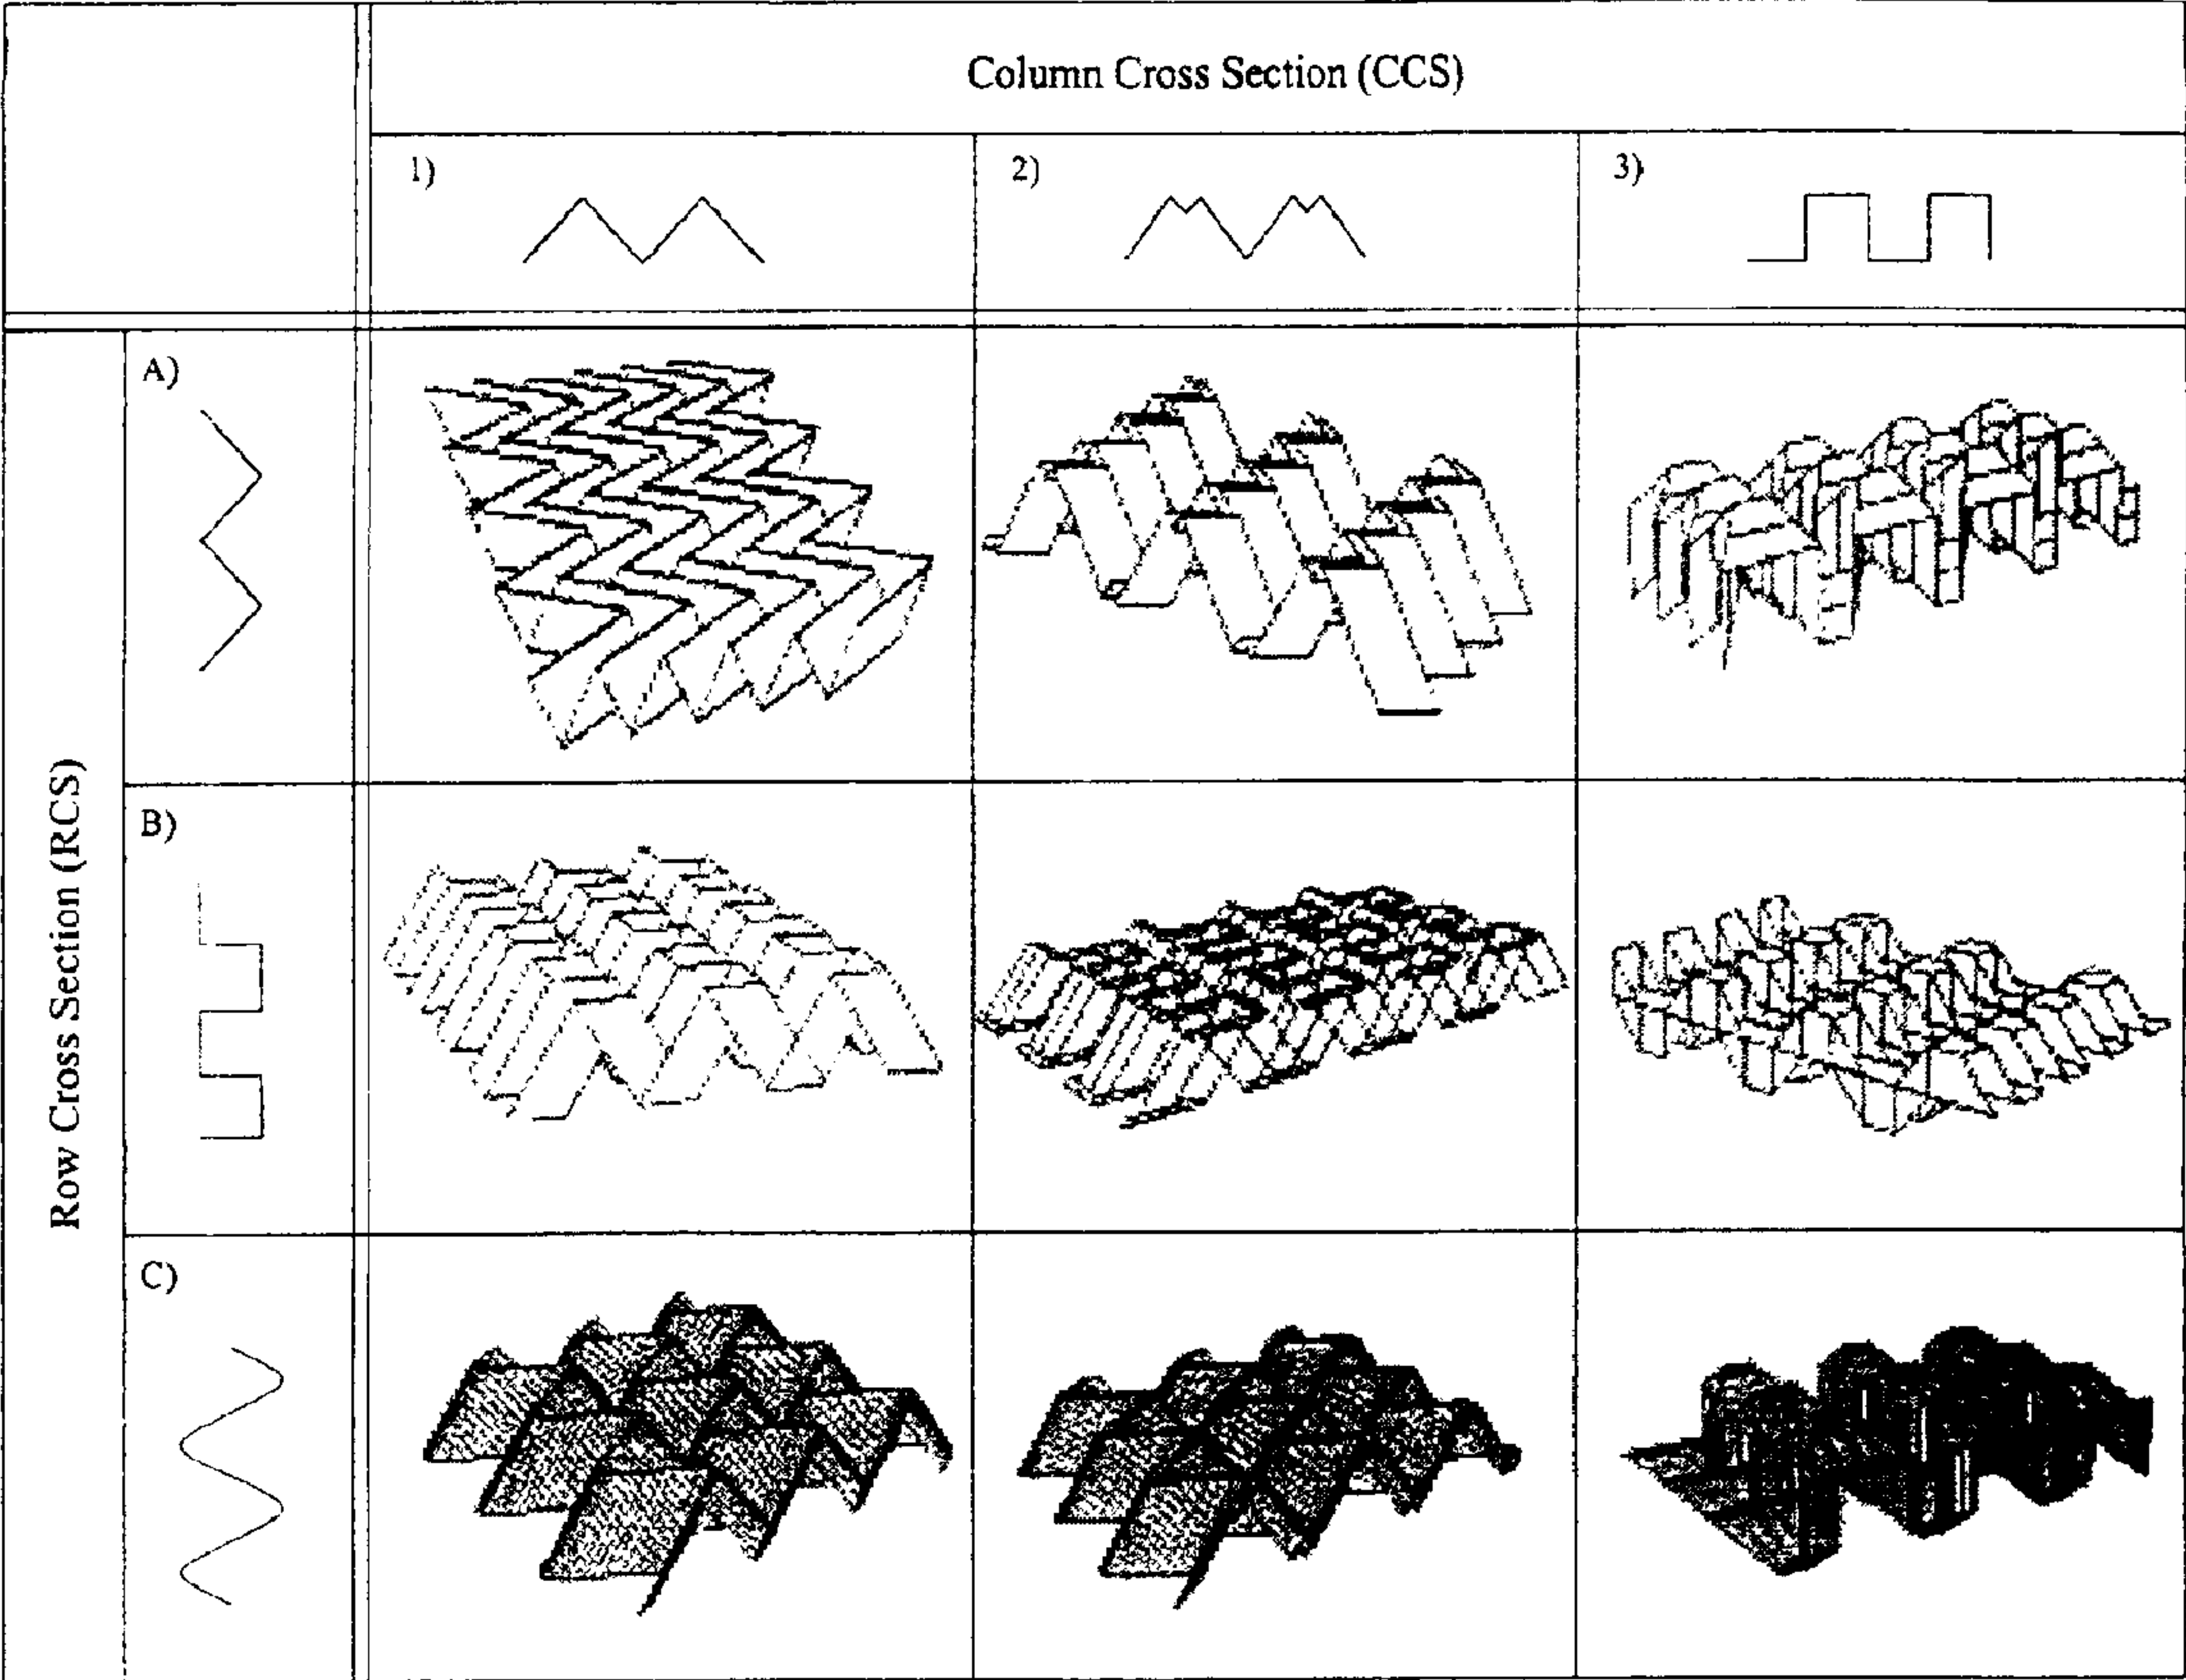 Column Cross Section (CCS)
1)
2)
3)
Row Cross Section (RCS)
A)
B)
C)